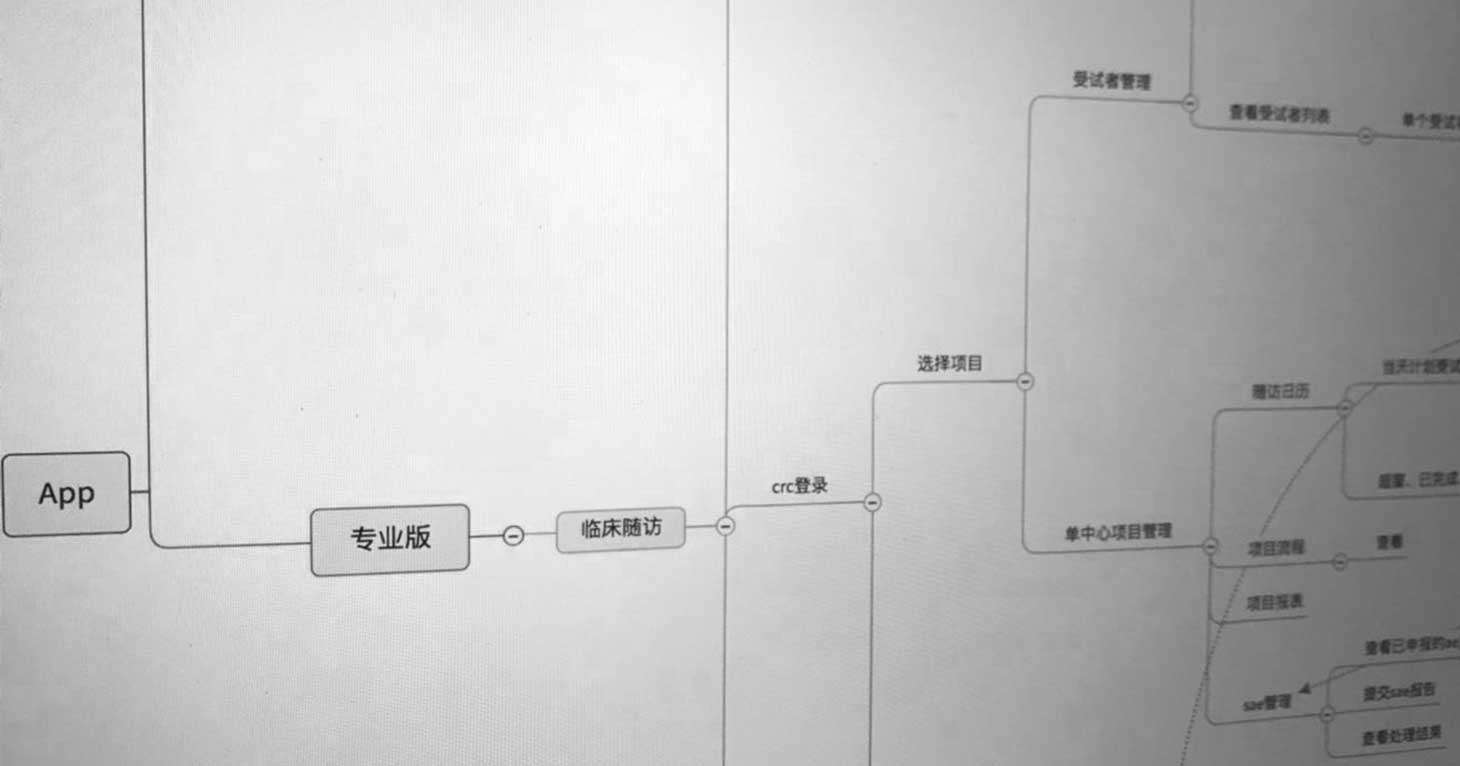 App
专业版
临床随访
crc登录
选择项目
受试者管理
查看受试者列表
单个受试
单中心项目管理
随访日历
当天计划受试
超窗、已完成
项目流程
查看
项目报表
sae管理
查看已申报的ae
提交sae报告
查看处理结果